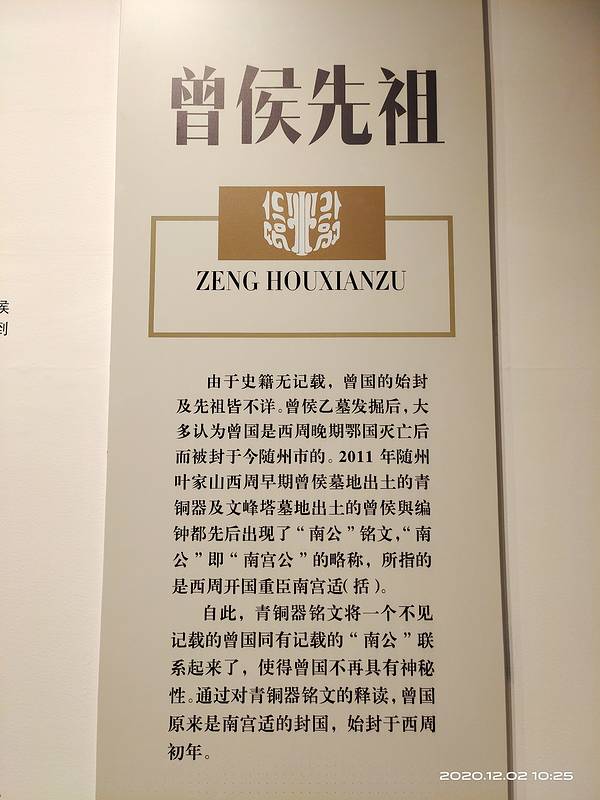 曾侯先祖
ZENG HOUXIANZU
侯
到
由于史籍无记载，曾国的始封
及先祖皆不详。曾侯乙墓发掘后，大
多认为曾国是西周晚期鄂国灭亡后
而被封于今随州市的。2011 年随州
叶家山西周早期曾侯墓地出土的青
铜器及文峰塔墓地出土的曾侯與编
钟都先后出现了“南公”铭文，“南
公”即“南宫公”的略称，所指的
是西周开国重臣南宫适（括）。
自此，青铜器铭文将一个不见
记载的曾国同有记载的“南公”联
系起来了，使得曾国不再具有神秘
性。通过对青铜器铭文的释读，曾国
原来是南宫适的封国，始封于西周
初年。
2020.12.02 10:25